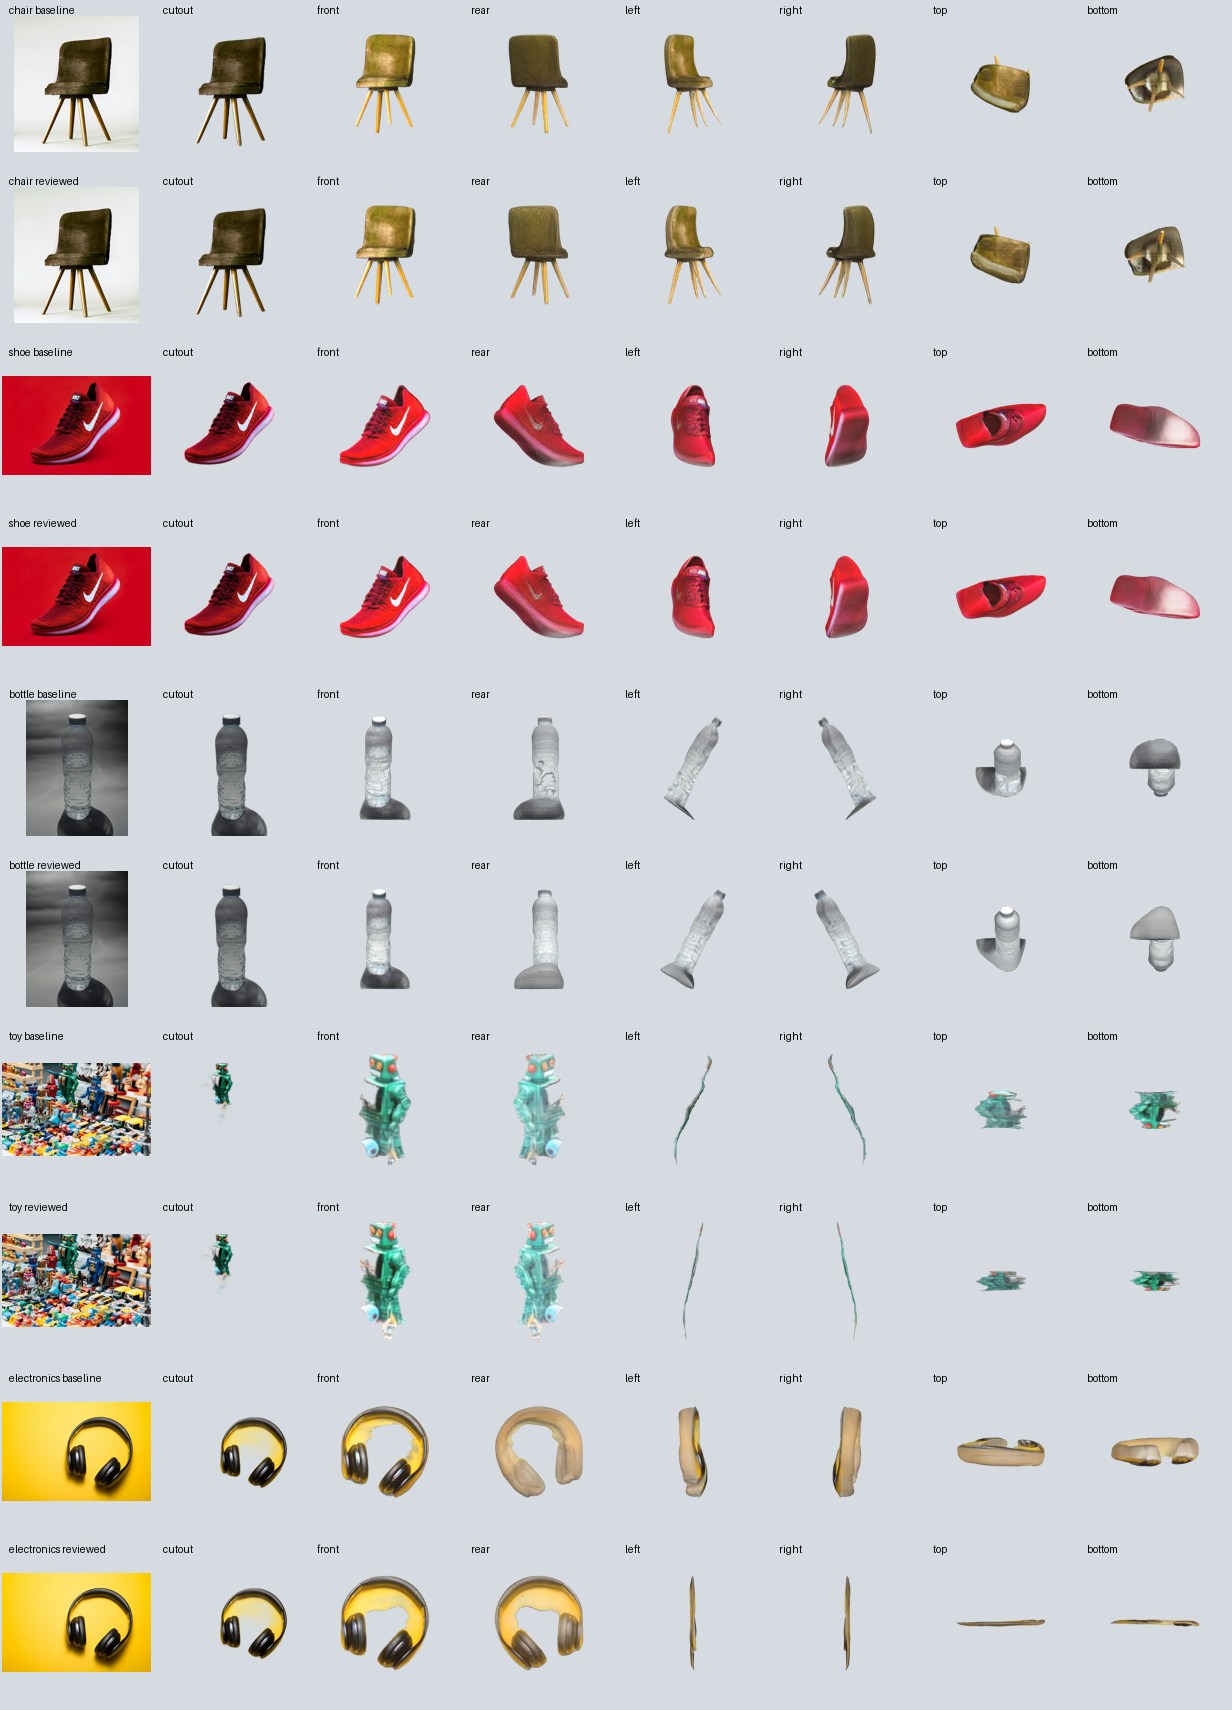 chair baseline cutout front rear left right top bottom
chair reviewed cutout front rear left right top bottom
shoe baseline cutout front rear left right top bottom
shoe reviewed cutout front rear left right top bottom
bottle baseline cutout front rear left right top bottom
bottle reviewed cutout front rear left right top bottom
toy baseline cutout front rear left right top bottom
toy reviewed cutout front rear left right top bottom
electronics baseline cutout front rear left right top bottom
electronics reviewed cutout front rear left right top bottom